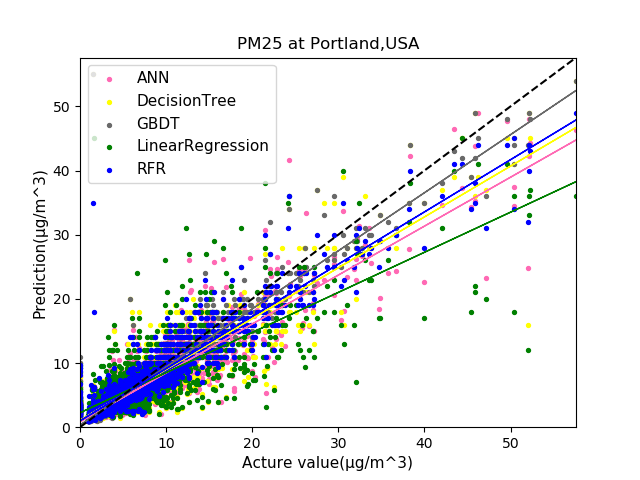 PM25 at Portland,USA
ANN
DecisionTree
GBDT
LinearRegression
RFR
Prediction(μg/m^3)
50
40
30
20
10
0
0 10 20 30 40 50
Acture value(μg/m^3)